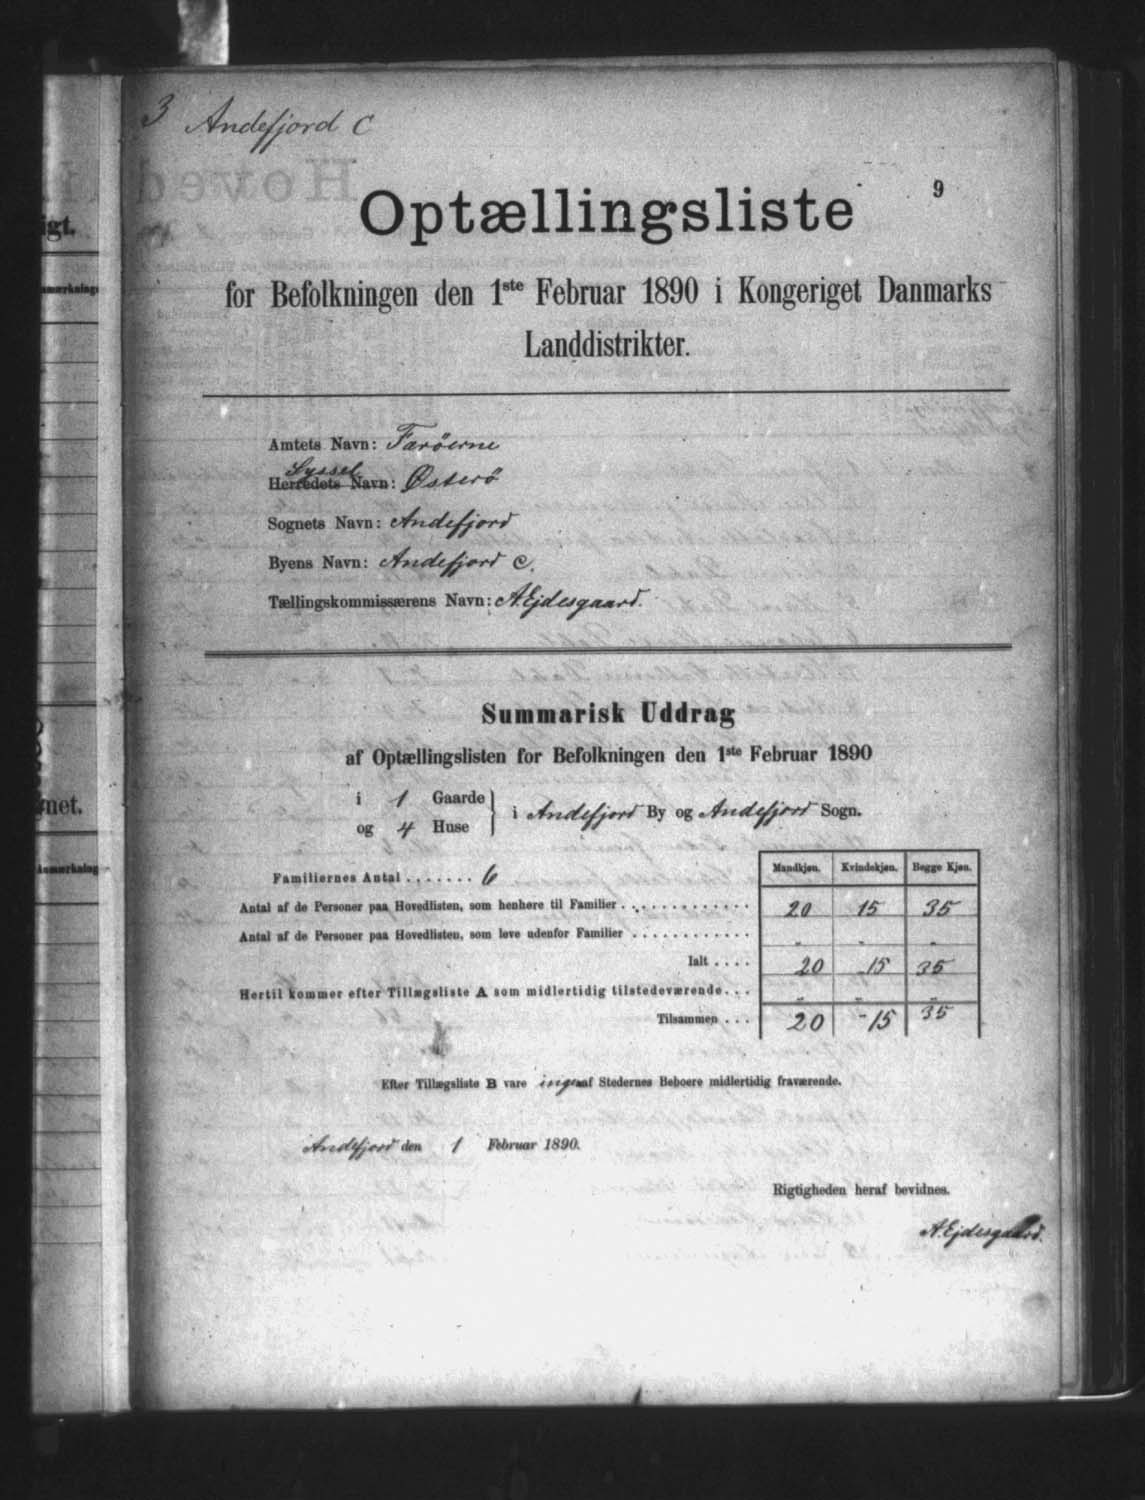 3 Andefjord C
9
Optællingsliste
for Befolkningen den 1ste Februar 1890 i Kongeriget Danmarks
Landdistrikter.
Amtets Navn: Færöerne
Syssel
Herredets Navn: Østerö
Sognets Navn: Andefjord
Byens Navn: Andefjord C.
Tællingskommissærens Navn: A. Ejdesgaard.
Summarisk Uddrag
af Optællingslisten for Befolkningen den 1ste Februar 1890
i 1 Gaarde
og 4 Huse
i Andefjord By og Andefjord Sogn.
Mandkjøn. Kvindekjøn. Begge Kjøn.
Familiernes Antal ....... 6
Antal af de Personer paa Hovedlisten, som henhøre til Familier ............ 20 15 35
Antal af de Personer paa Hovedlisten, som leve udenfor Familier ............ - - -
Ialt .... 20 15 35
Hertil kommer efter Tillægsliste A som midlertidig tilstedeværende... - - -
Tilsammen ... 20 15 35
Efter Tillægsliste B vare ingen af Stedernes Beboere midlertidig fraværende.
Andefjord den 1 Februar 1890.
Rigtigheden heraf bevidnes.
A. Ejdesgaard.
igt.
net.